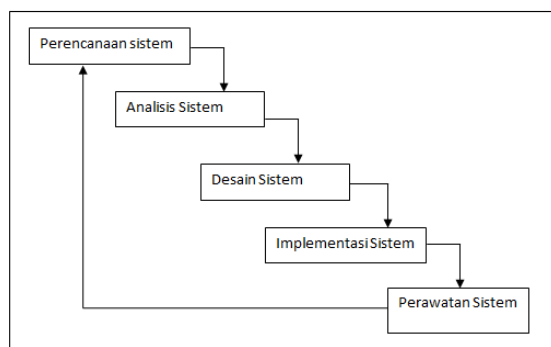 Perencanaan sistem
Analisis Sistem
Desain Sistem
Implementasi Sistem
Perawatan Sistem